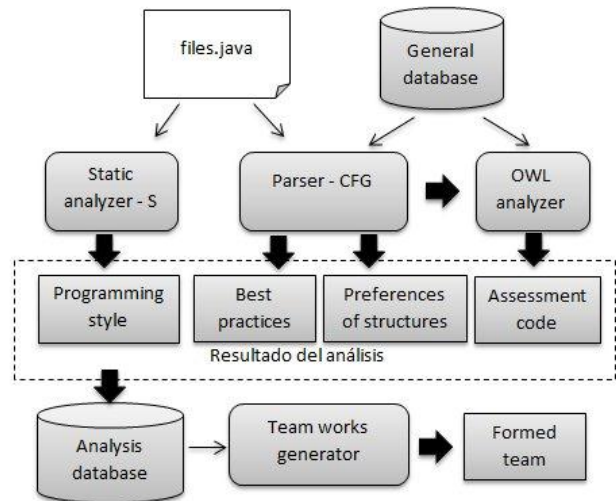 files.java
General
database
Static
analyzer - S
Parser - CFG
OWL
analyzer
Programming
style
Best
practices
Preferences
of structures
Assessment
code
Resultado del análisis
Analysis
database
Team works
generator
Formed
team